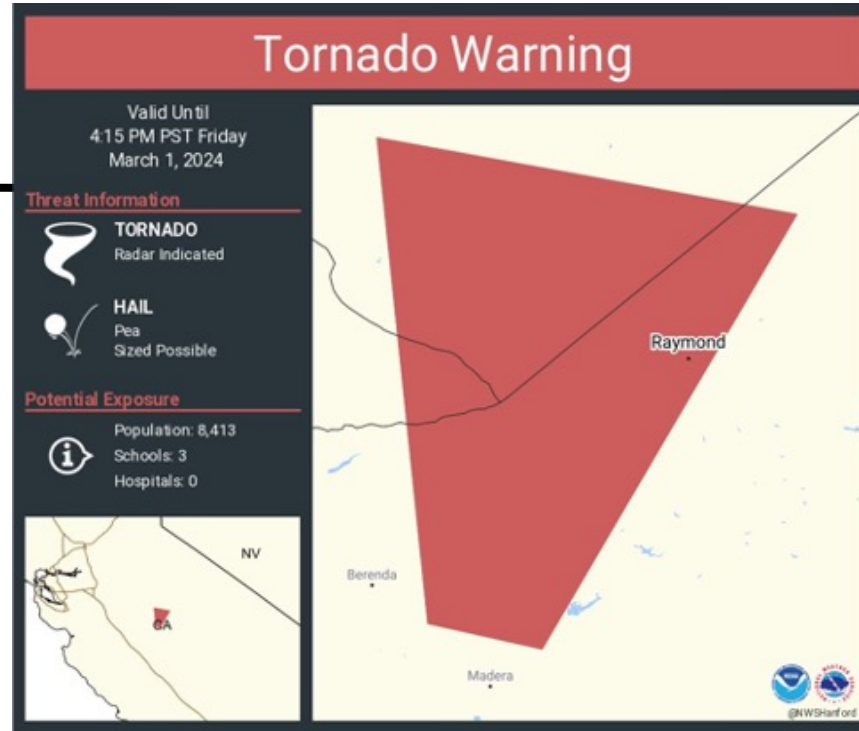 Tornado Warning
Valid Until
4:15 PM PST Friday
March 1, 2024
Threat Information
TORNADO
Radar Indicated
HAIL
Pea
Sized Possible
Potential Exposure
Population: 8,413
Schools: 3
Hospitals: 0
NV
CA
Raymond
Berenda
Madera
@NWSHanford